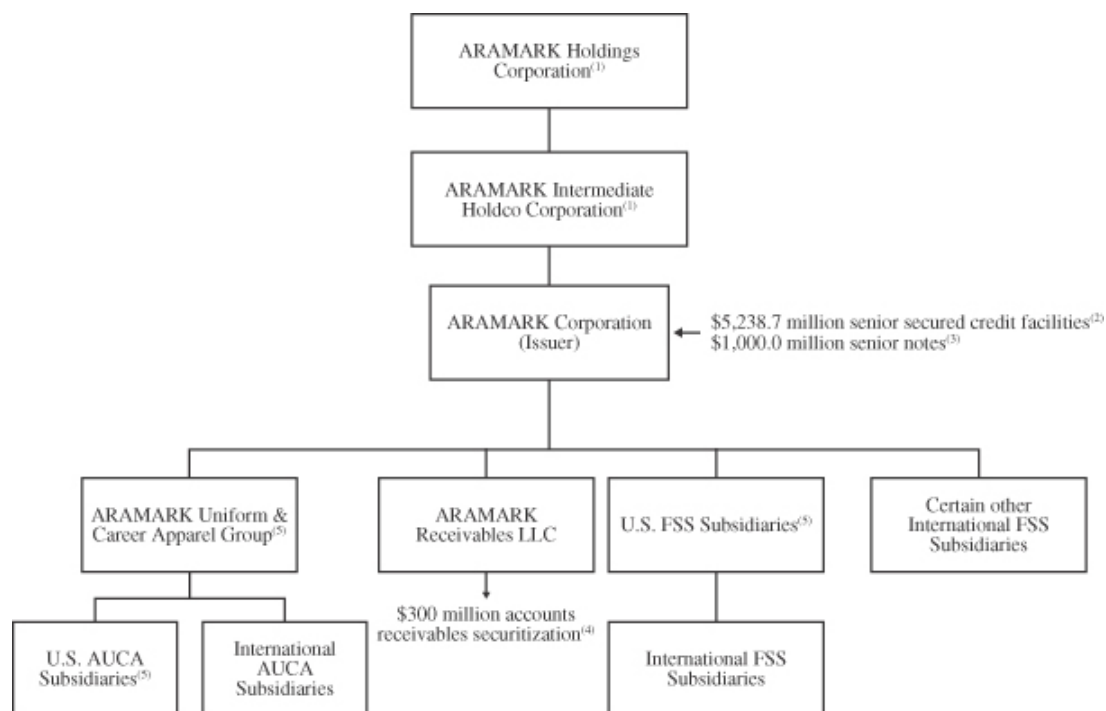 ARAMARK Holdings
Corporation(1)
ARAMARK Intermediate
Holdco Corporation(1)
ARAMARK Corporation
(Issuer)
$5,238.7 million senior secured credit facilities(2)
$1,000.0 million senior notes(3)
ARAMARK Uniform &
Career Apparel Group(5)
ARAMARK
Receivables LLC
U.S. FSS Subsidiaries(5)
Certain other
International FSS
Subsidiaries
$300 million accounts
receivables securitization(4)
U.S. AUCA
Subsidiaries(5)
International
AUCA
Subsidiaries
International FSS
Subsidiaries